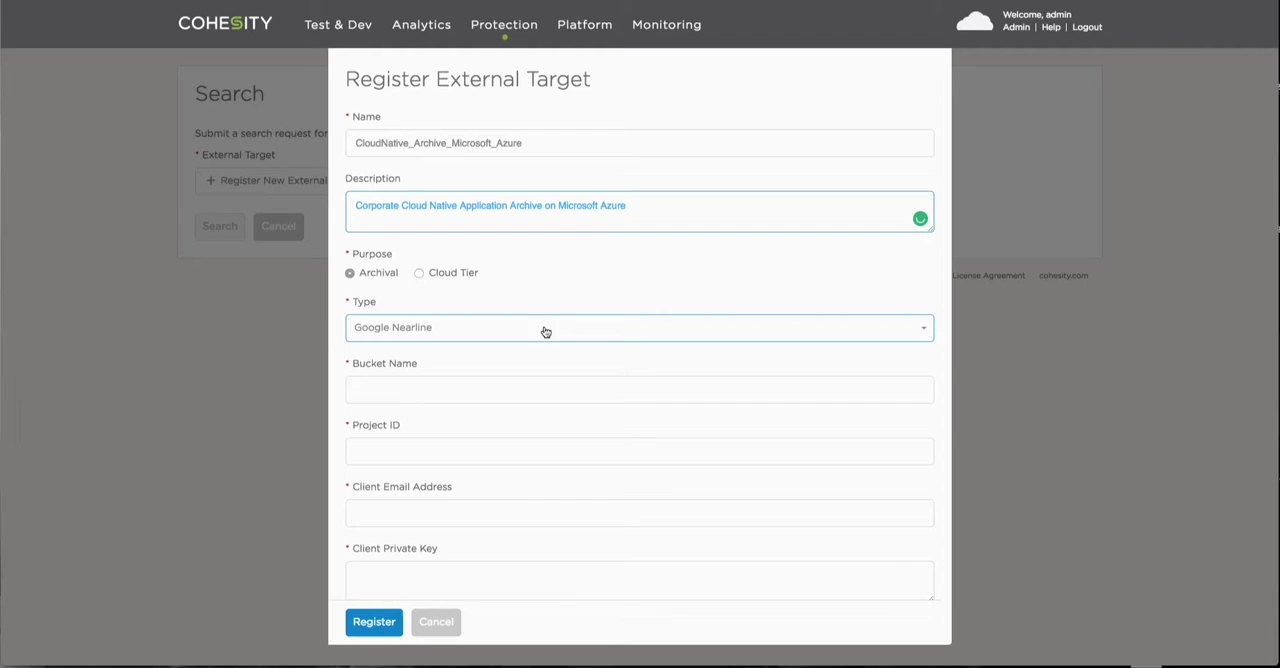 COHESITY
Test & Dev Analytics Protection Platform Monitoring
Welcome, admin
Admin | Help | Logout
Search
Submit a search request for
* External Target
+ Register New External
Search Cancel
Register External Target
* Name
CloudNative_Archive_Microsoft_Azure
Description
Corporate Cloud Native Application Archive on Microsoft Azure
* Purpose
Archival Cloud Tier
* Type
Google Nearline
* Bucket Name
* Project ID
* Client Email Address
* Client Private Key
Register Cancel
License Agreement cohesity.com